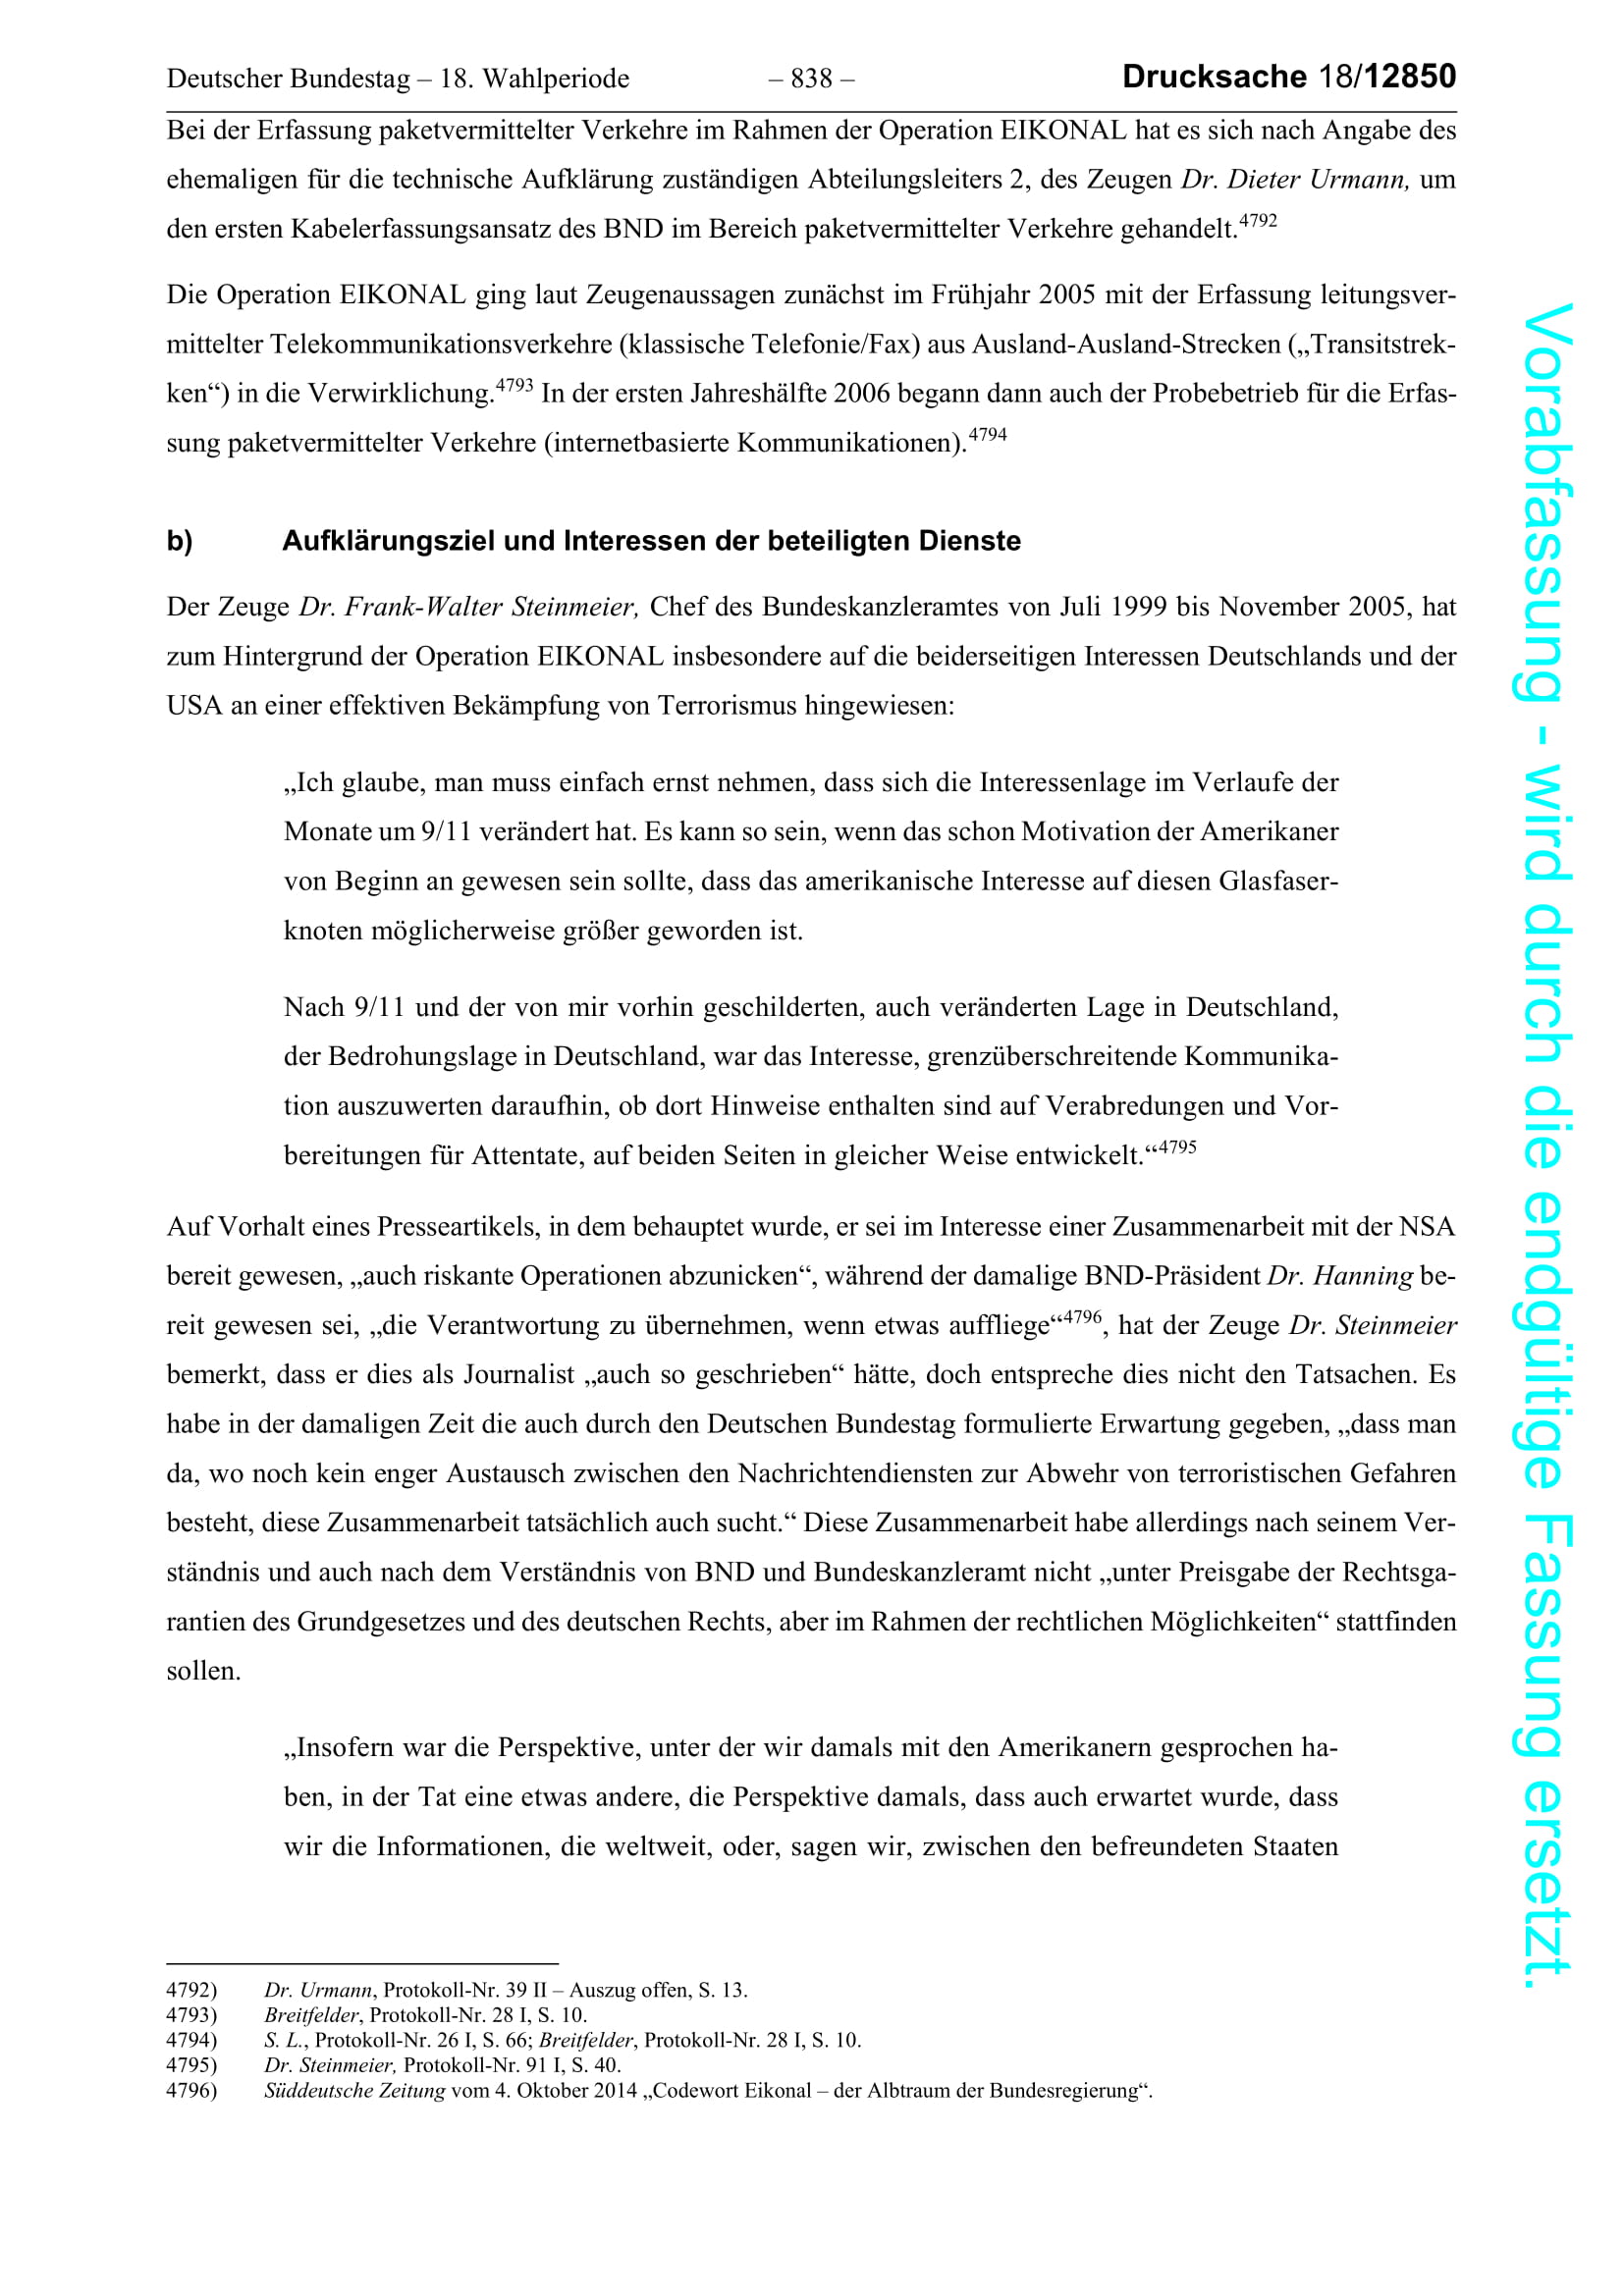 Deutscher Bundestag – 18. Wahlperiode – 838 – Drucksache 18/12850
Bei der Erfassung paketvermittelter Verkehre im Rahmen der Operation EIKONAL hat es sich nach Angabe des
ehemaligen für die technische Aufklärung zuständigen Abteilungsleiters 2, des Zeugen Dr. Dieter Urmann, um
den ersten Kabelerfassungsansatz des BND im Bereich paketvermittelter Verkehre gehandelt.4792
Die Operation EIKONAL ging laut Zeugenaussagen zunächst im Frühjahr 2005 mit der Erfassung leitungsver-
mittelter Telekommunikationsverkehre (klassische Telefonie/Fax) aus Ausland-Ausland-Strecken („Transitstrek-
ken“) in die Verwirklichung.4793 In der ersten Jahreshälfte 2006 begann dann auch der Probebetrieb für die Erfas-
sung paketvermittelter Verkehre (internetbasierte Kommunikationen).4794
b) Aufklärungsziel und Interessen der beteiligten Dienste
Der Zeuge Dr. Frank-Walter Steinmeier, Chef des Bundeskanzleramtes von Juli 1999 bis November 2005, hat
zum Hintergrund der Operation EIKONAL insbesondere auf die beiderseitigen Interessen Deutschlands und der
USA an einer effektiven Bekämpfung von Terrorismus hingewiesen:
„Ich glaube, man muss einfach ernst nehmen, dass sich die Interessenlage im Verlaufe der
Monate um 9/11 verändert hat. Es kann so sein, wenn das schon Motivation der Amerikaner
von Beginn an gewesen sein sollte, dass das amerikanische Interesse auf diesen Glasfaser-
knoten möglicherweise größer geworden ist.
Nach 9/11 und der von mir vorhin geschilderten, auch veränderten Lage in Deutschland,
der Bedrohungslage in Deutschland, war das Interesse, grenzüberschreitende Kommunika-
tion auszuwerten daraufhin, ob dort Hinweise enthalten sind auf Verabredungen und Vor-
bereitungen für Attentate, auf beiden Seiten in gleicher Weise entwickelt.“4795
Auf Vorhalt eines Presseartikels, in dem behauptet wurde, er sei im Interesse einer Zusammenarbeit mit der NSA
bereit gewesen, „auch riskante Operationen abzunicken“, während der damalige BND-Präsident Dr. Hanning be-
reit gewesen sei, „die Verantwortung zu übernehmen, wenn etwas auffliege“4796, hat der Zeuge Dr. Steinmeier
bemerkt, dass er dies als Journalist „auch so geschrieben“ hätte, doch entspreche dies nicht den Tatsachen. Es
habe in der damaligen Zeit die auch durch den Deutschen Bundestag formulierte Erwartung gegeben, „dass man
da, wo noch kein enger Austausch zwischen den Nachrichtendiensten zur Abwehr von terroristischen Gefahren
besteht, diese Zusammenarbeit tatsächlich auch sucht.“ Diese Zusammenarbeit habe allerdings nach seinem Ver-
ständnis und auch nach dem Verständnis von BND und Bundeskanzleramt nicht „unter Preisgabe der Rechtsga-
rantien des Grundgesetzes und des deutschen Rechts, aber im Rahmen der rechtlichen Möglichkeiten“ stattfinden
sollen.
„Insofern war die Perspektive, unter der wir damals mit den Amerikanern gesprochen ha-
ben, in der Tat eine etwas andere, die Perspektive damals, dass auch erwartet wurde, dass
wir die Informationen, die weltweit, oder, sagen wir, zwischen den befreundeten Staaten
4792) Dr. Urmann, Protokoll-Nr. 39 II – Auszug offen, S. 13.
4793) Breitfelder, Protokoll-Nr. 28 I, S. 10.
4794) S. L., Protokoll-Nr. 26 I, S. 66; Breitfelder, Protokoll-Nr. 28 I, S. 10.
4795) Dr. Steinmeier, Protokoll-Nr. 91 I, S. 40.
4796) Süddeutsche Zeitung vom 4. Oktober 2014 „Codewort Eikonal – der Albtraum der Bundesregierung“.
Vorabfassung - wird durch die endgültige Fassung ersetzt.